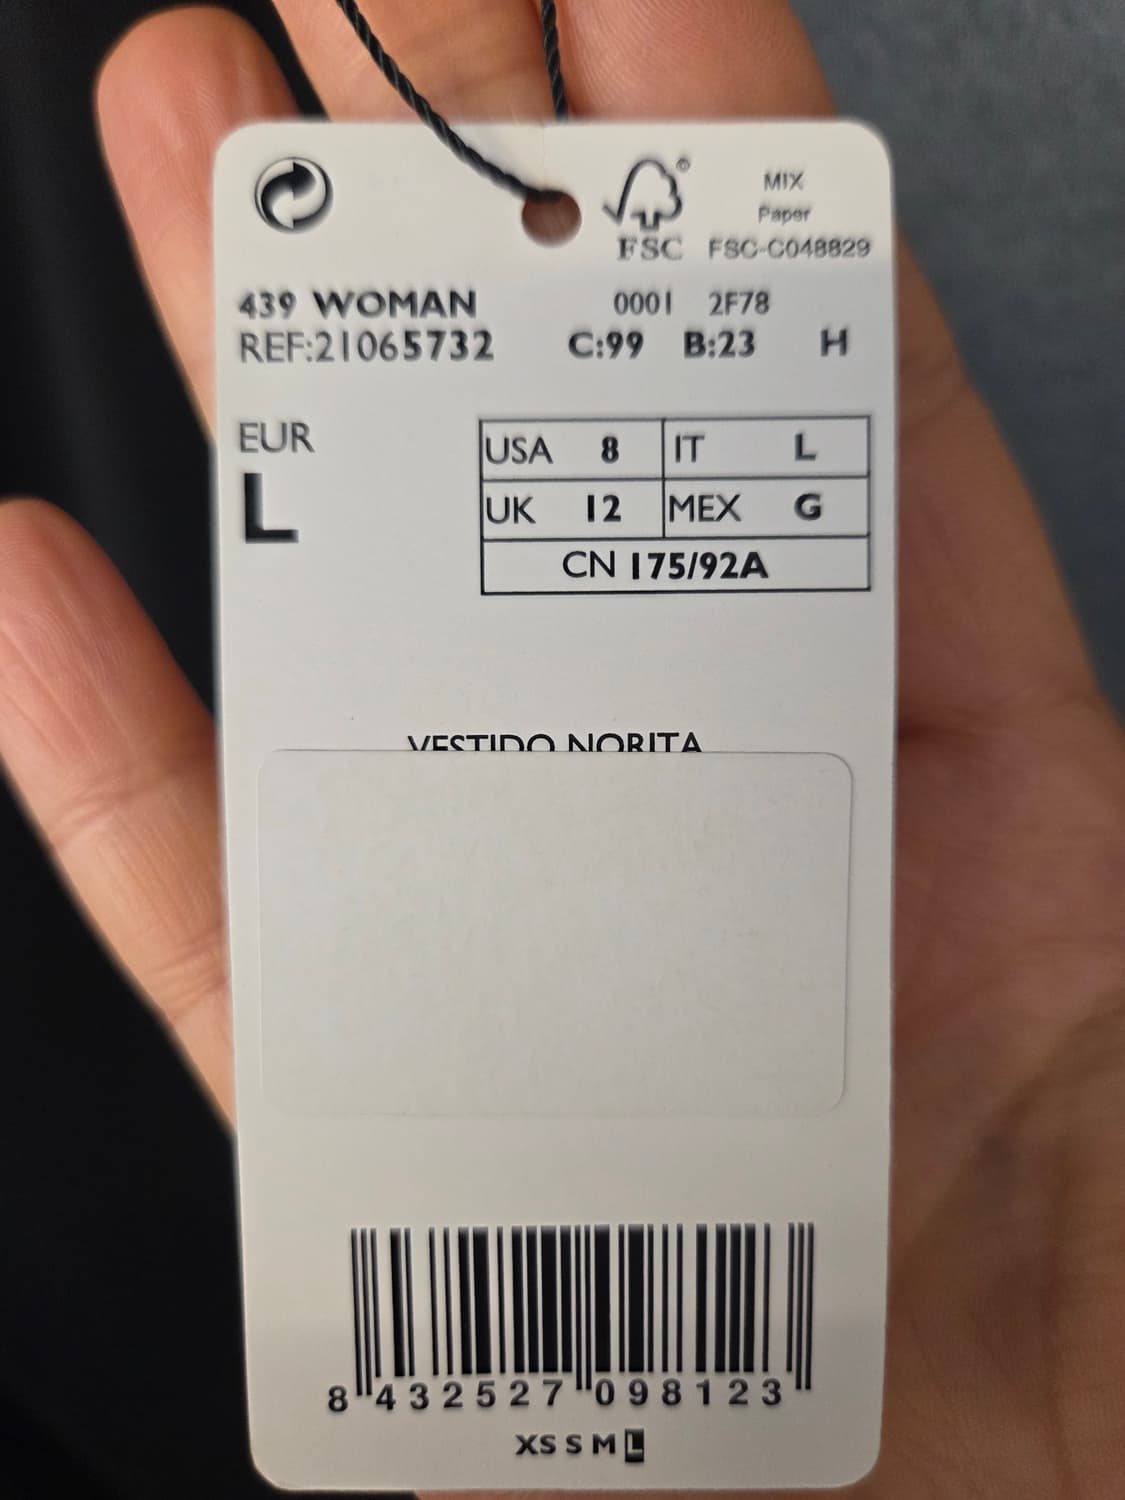 MIX
Paper
FSC® FSC-C048829
439 WOMAN 0001 2F78
REF:21065732 C:99 B:23 H
EUR
L
USA 8 IT L
UK 12 MEX G
CN 175/92A
VESTIDO NORITA
8 432527 098123
XS S M L